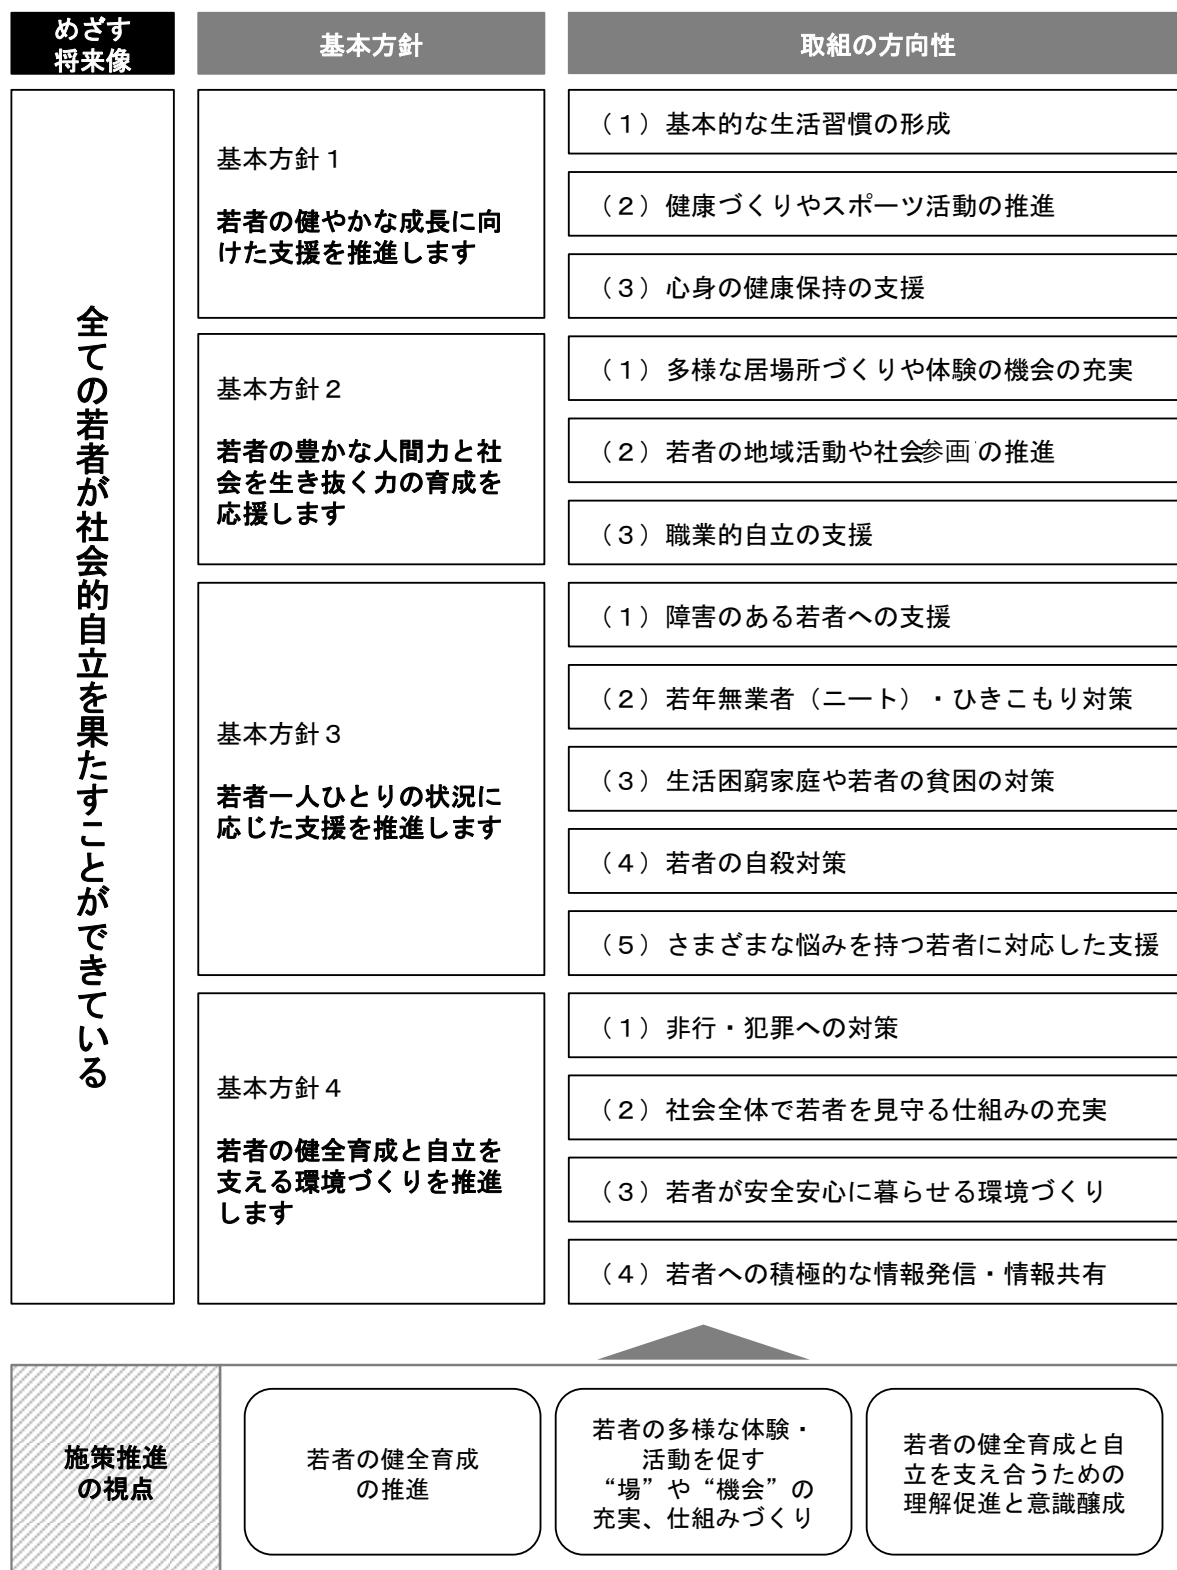 めざす
将来像
基本方針
取組の方向性
全ての若者が社会的自立を果たすことができている
基本方針１
若者の健やかな成長に向
けた支援を推進します
（１）基本的な生活習慣の形成
（２）健康づくりやスポーツ活動の推進
（３）心身の健康保持の支援
基本方針２
若者の豊かな人間力と社
会を生き抜く力の育成を
応援します
（１）多様な居場所づくりや体験の機会の充実
（２）若者の地域活動や社会参画の推進
（３）職業的自立の支援
基本方針３
若者一人ひとりの状況に
応じた支援を推進します
（１）障害のある若者への支援
（２）若年無業者（ニート）・ひきこもり対策
（３）生活困窮家庭や若者の貧困の対策
（４）若者の自殺対策
（５）さまざまな悩みを持つ若者に対応した支援
基本方針４
若者の健全育成と自立を
支える環境づくりを推進
します
（１）非行・犯罪への対策
（２）社会全体で若者を見守る仕組みの充実
（３）若者が安全安心に暮らせる環境づくり
（４）若者への積極的な情報発信・情報共有
施策推進
の視点
若者の健全育成
の推進
若者の多様な体験・
活動を促す
“場”や“機会”の
充実、仕組みづくり
若者の健全育成と自
立を支え合うための
理解促進と意識醸成